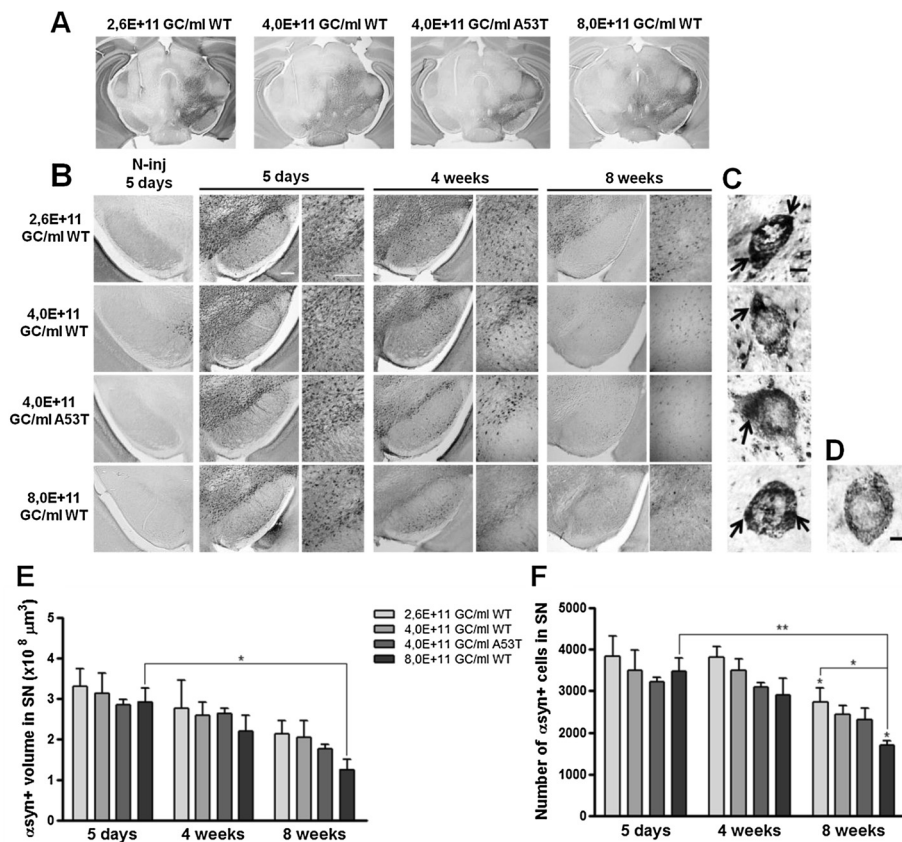 A
2,6E+11 GC/ml WT 4,0E+11 GC/ml WT 4,0E+11 GC/ml A53T 8,0E+11 GC/ml WT
B
N-inj
5 days
5 days
4 weeks
8 weeks
C
2,6E+11
GC/ml WT
4,0E+11
GC/ml WT
4,0E+11
GC/ml A53T
8,0E+11
GC/ml WT
D
E
αsyn+ volume in SN (x10⁸ μm³)
5
4
3
2
1
0
*
5 days 4 weeks 8 weeks
2,6E+11 GC/ml WT
4,0E+11 GC/ml WT
4,0E+11 GC/ml A53T
8,0E+11 GC/ml WT
F
Number of αsyn+ cells in SN
5000
4000
3000
2000
1000
0
**
*
*
*
5 days 4 weeks 8 weeks